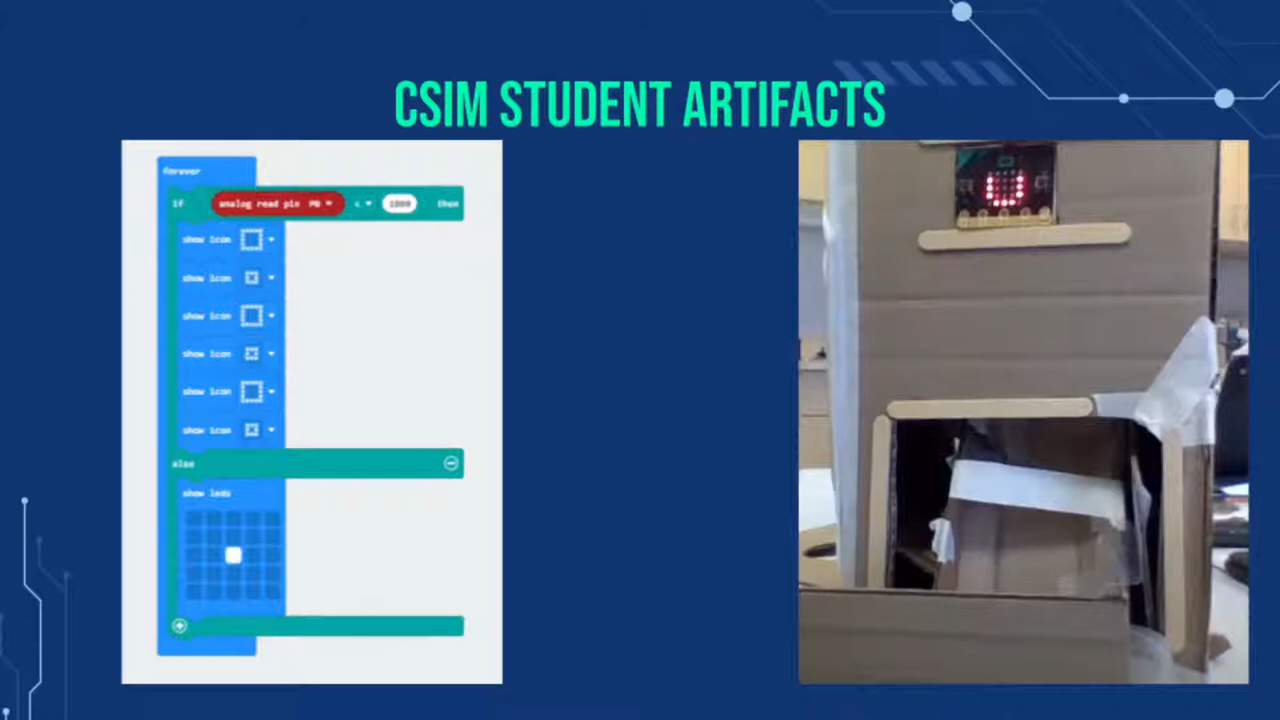 CSIM STUDENT ARTIFACTS
forever
if analog read pin P0 < 1000 then
show icon
show icon
show icon
show icon
show icon
show icon
else
show leds